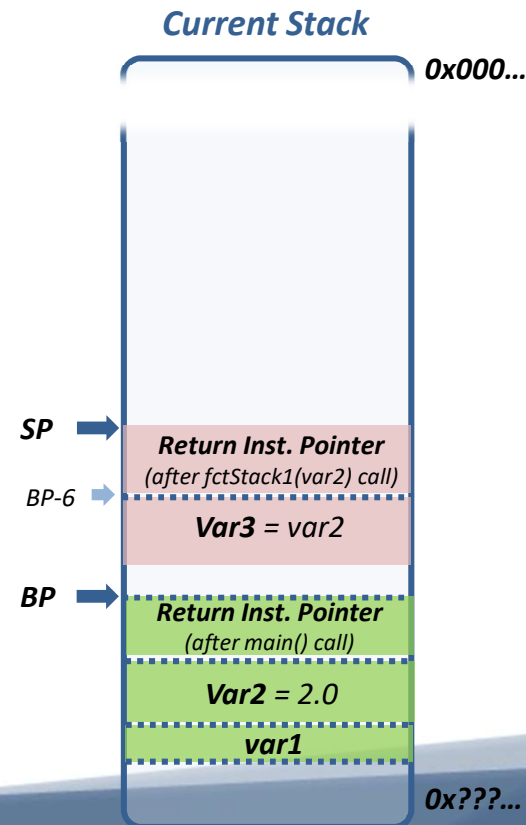 Current Stack
0x000...
SP
Return Inst. Pointer
(after fctStack1(var2) call)
BP-6
Var3 = var2
BP
Return Inst. Pointer
(after main() call)
Var2 = 2.0
var1
0x???...